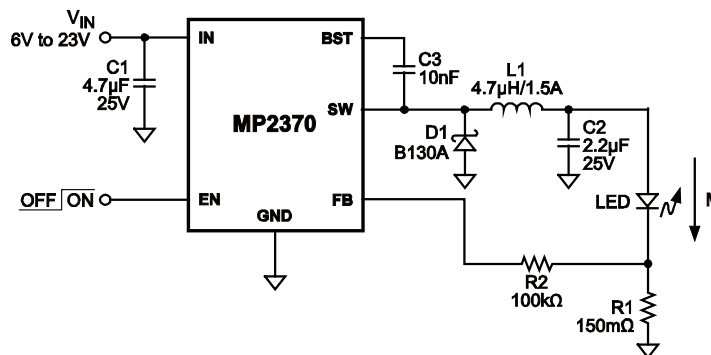 VIN
6V to 23V
C1
4.7µF
25V
IN
BST
C3
10nF
L1
4.7µH/1.5A
SW
MP2370
D1
B130A
C2
2.2µF
25V
OFF ON
EN
FB
GND
LED
R2
100kΩ
R1
150mΩ